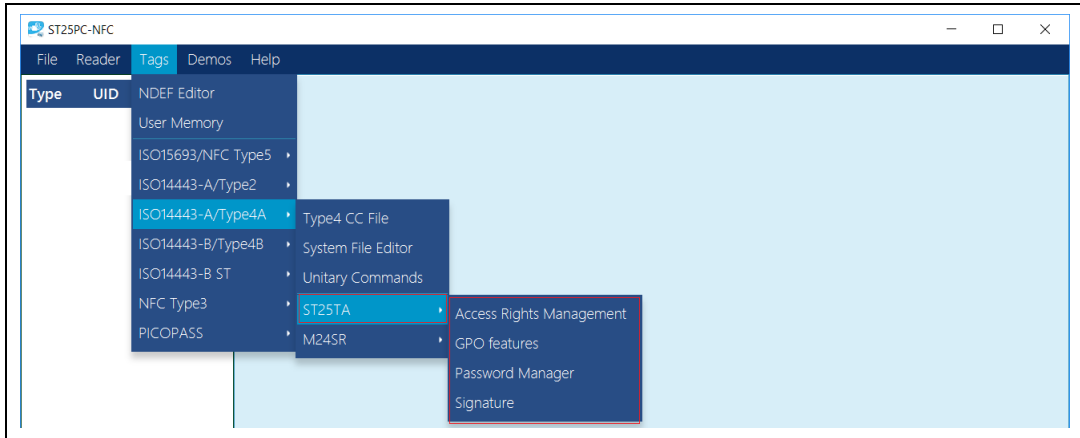 ST25PC-NFC
File Reader Tags Demos Help
Type UID
NDEF Editor
User Memory
ISO15693/NFC Type5
ISO14443-A/Type2
ISO14443-A/Type4A
ISO14443-B/Type4B
ISO14443-B ST
NFC Type3
PICOPASS
Type4 CC File
System File Editor
Unitary Commands
ST25TA
M24SR
Access Rights Management
GPO features
Password Manager
Signature